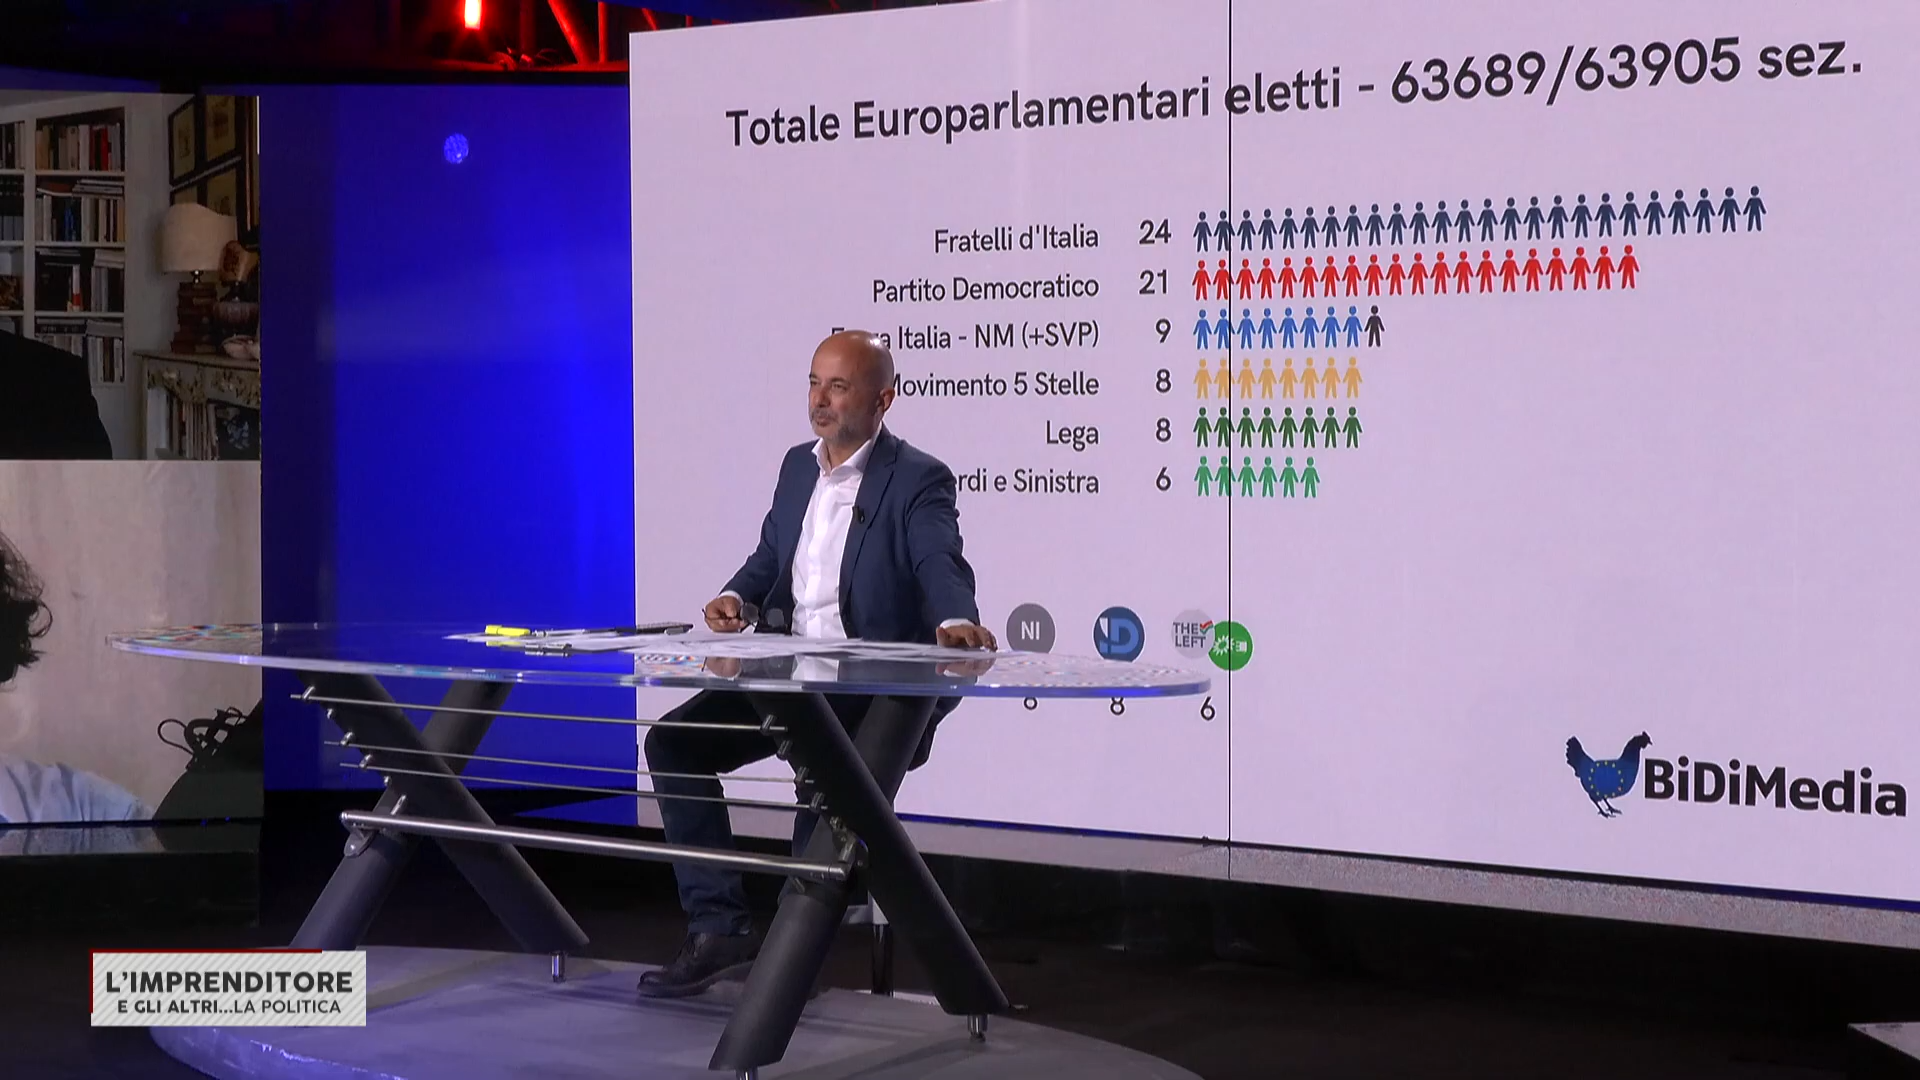 Totale Europarlamentari eletti - 63689/63905 sez.
Fratelli d'Italia 24
Partito Democratico 21
Italia - NM (+SVP) 9
Movimento 5 Stelle 8
Lega 8
e Sinistra 6
NI
D
THE LEFT
8 6
BiDiMedia
L'IMPRENDITORE
E GLI ALTRI...LA POLITICA